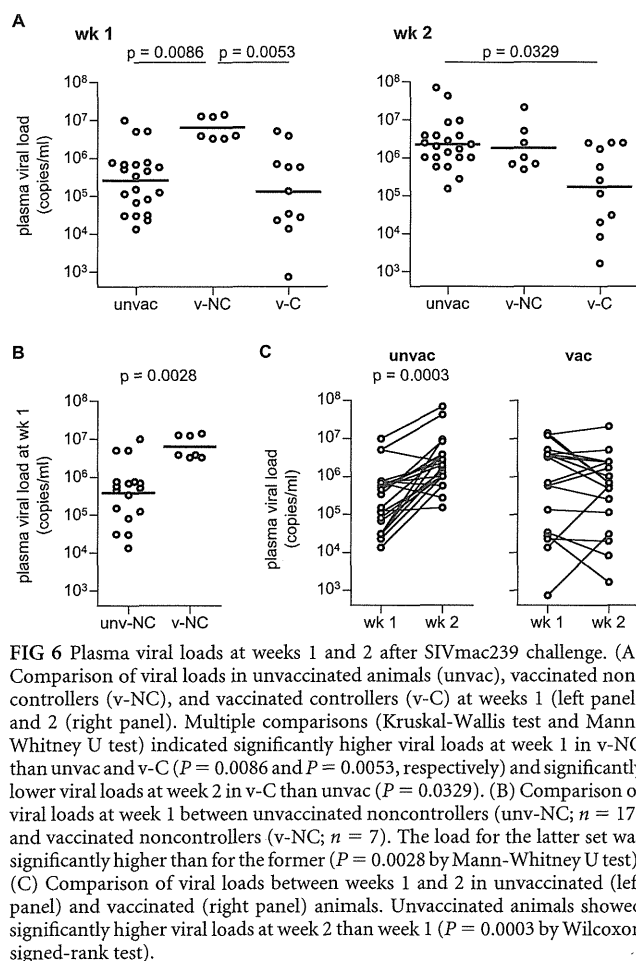 A
wk 1
wk 2
p = 0.0086
p = 0.0053
p = 0.0329
plasma viral load
(copies/ml)
10⁸
10⁷
10⁶
10⁵
10⁴
10³
unvac
v-NC
v-C
10⁸
10⁷
10⁶
10⁵
10⁴
10³
unvac
v-NC
v-C
B
p = 0.0028
plasma viral load at wk 1
10⁸
10⁷
10⁶
10⁵
10⁴
10³
unv-NC
v-NC
C
unvac
vac
p = 0.0003
plasma viral load
(copies/ml)
10⁸
10⁷
10⁶
10⁵
10⁴
10³
wk 1
wk 2
wk 1
wk 2
FIG 6 Plasma viral loads at weeks 1 and 2 after SIVmac239 challenge. (A
Comparison of viral loads in unvaccinated animals (unvac), vaccinated non
controllers (v-NC), and vaccinated controllers (v-C) at weeks 1 (left panel
and 2 (right panel). Multiple comparisons (Kruskal-Wallis test and Mann
Whitney U test) indicated significantly higher viral loads at week 1 in v-NC
than unvac and v-C (P = 0.0086 and P = 0.0053, respectively) and significantly
lower viral loads at week 2 in v-C than unvac (P = 0.0329). (B) Comparison o
viral loads at week 1 between unvaccinated noncontrollers (unv-NC; n = 17
and vaccinated noncontrollers (v-NC; n = 7). The load for the latter set wa
significantly higher than for the former (P = 0.0028 by Mann-Whitney U test)
(C) Comparison of viral loads between weeks 1 and 2 in unvaccinated (left
panel) and vaccinated (right panel) animals. Unvaccinated animals showed
significantly higher viral loads at week 2 than week 1 (P = 0.0003 by Wilcoxon
signed-rank test).